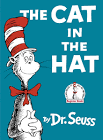 THE CAT
IN THE
HAT
By Dr. Seuss